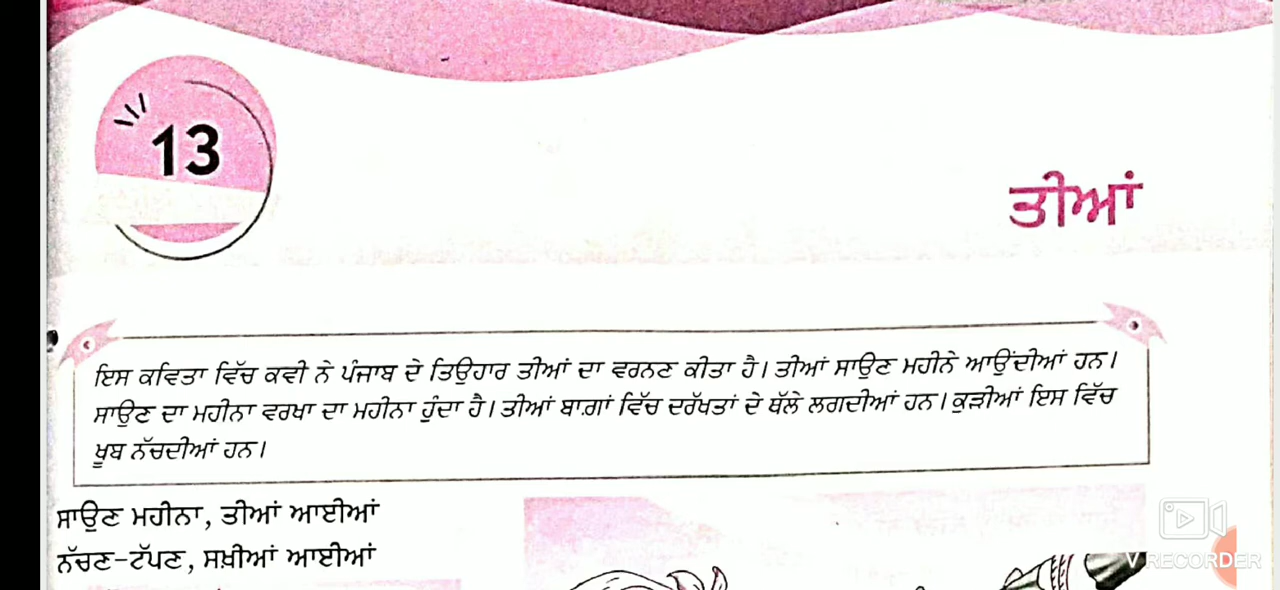 13
ਤੀਆਂ
ਇਸ ਕਵਿਤਾ ਵਿੱਚ ਕਵੀ ਨੇ ਪੰਜਾਬ ਦੇ ਤਿਉਹਾਰ ਤੀਆਂ ਦਾ ਵਰਨਣ ਕੀਤਾ ਹੈ। ਤੀਆਂ ਸਾਉਣ ਮਹੀਨੇ ਆਉਂਦੀਆਂ ਹਨ।
ਸਾਉਣ ਦਾ ਮਹੀਨਾ ਵਰਖਾ ਦਾ ਮਹੀਨਾ ਹੁੰਦਾ ਹੈ। ਤੀਆਂ ਬਾਗ਼ਾਂ ਵਿੱਚ ਦਰੱਖਤਾਂ ਦੇ ਥੱਲੇ ਲਗਦੀਆਂ ਹਨ। ਕੁੜੀਆਂ ਇਸ ਵਿੱਚ
ਖ਼ੂਬ ਨੱਚਦੀਆਂ ਹਨ।
ਸਾਉਣ ਮਹੀਨਾ, ਤੀਆਂ ਆਈਆਂ
ਨੱਚਣ-ਟੱਪਣ, ਸਖ਼ੀਆਂ ਆਈਆਂ
V RECORDER